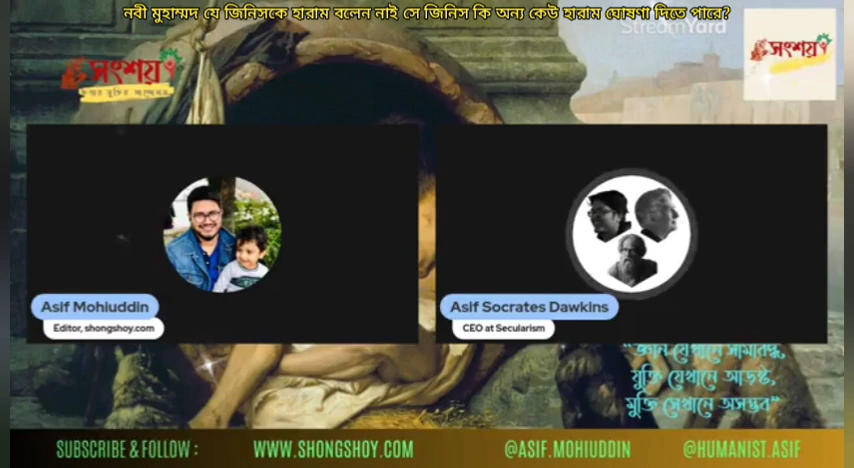 নবী মুহাম্মদ যে জিনিসকে হারাম বলেন নাই সে জিনিস কি অন্য কেউ হারাম ঘোষণা দিতে পারে?
StreamYard
সংশয়
সংশয়
Asif Mohiuddin
Editor, shongshoy.com
Asif Socrates Dawkins
CEO at Secularism
"জ্ঞান যেখানে সীমাবদ্ধ,
যুক্তি যেখানে আড়ষ্ট,
মুক্তি সেখানে অসম্ভব"
SUBSCRIBE & FOLLOW : WWW.SHONGSHOY.COM @ASIF.MOHIUDDIN @HUMANIST.ASIF